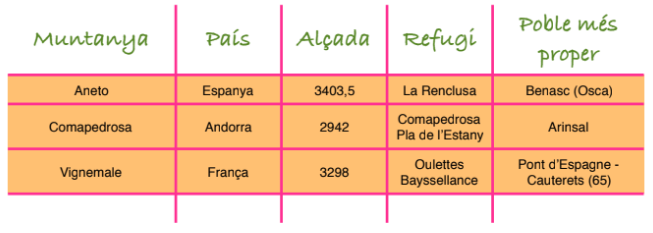 Muntanya País Alçada Refugi Poble més proper
Aneto Espanya 3403,5 La Renclusa Benasc (Osca)
Comapedrosa Andorra 2942 Comapedrosa Pla de l'Estany Arinsal
Vignemale França 3298 Oulettes Bayssellance Pont d'Espagne - Cauterets (65)